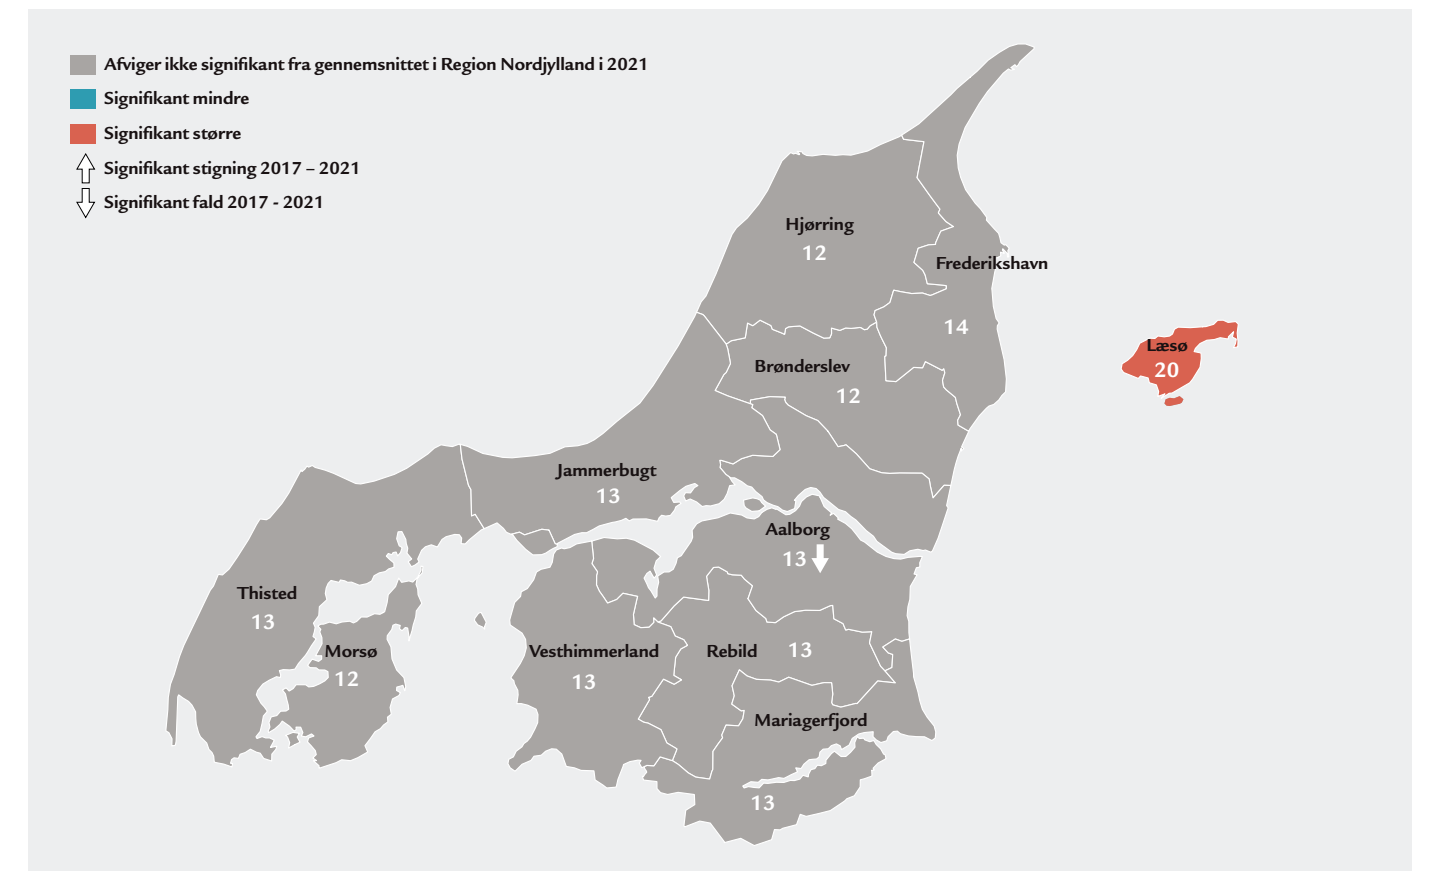 Afviger ikke signifikant fra gennemsnittet i Region Nordjylland i 2021
Signifikant mindre
Signifikant større
Signifikant stigning 2017 – 2021
Signifikant fald 2017 - 2021
Hjørring
12
Frederikshavn
14
Læsø
20
Brønderslev
12
Jammerbugt
13
Aalborg
13
Thisted
13
Morsø
12
Vesthimmerland
13
Rebild 13
Mariagerfjord
13